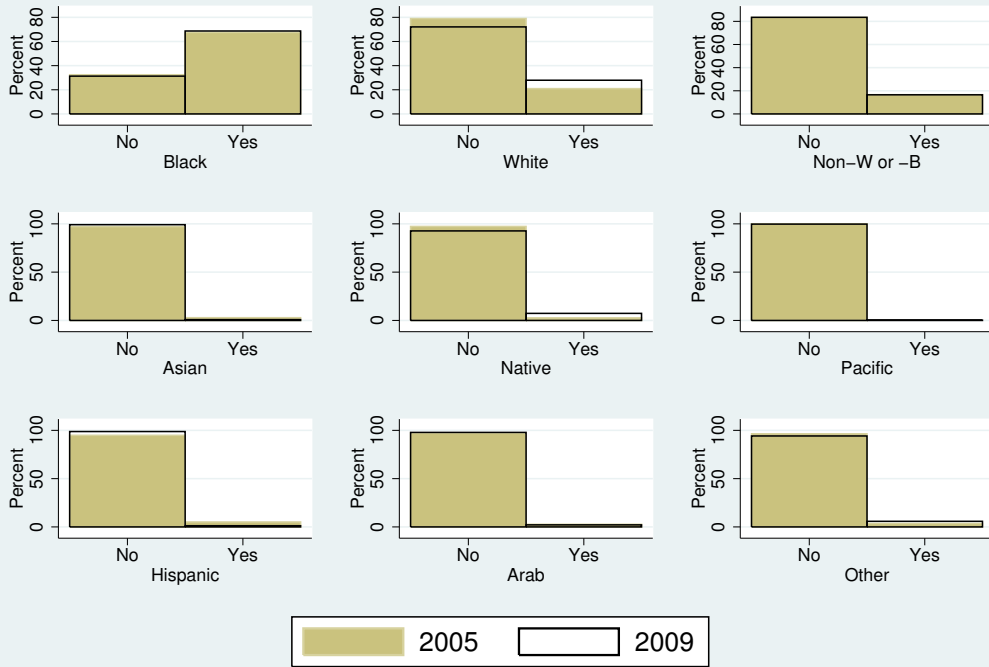 Percent
0 20 40 60 80
No Yes
Black
Percent
0 20 40 60 80
No Yes
White
Percent
0 20 40 60 80
No Yes
Non−W or −B
Percent
0 50 100
No Yes
Asian
Percent
0 50 100
No Yes
Native
Percent
0 50 100
No Yes
Pacific
Percent
0 50 100
No Yes
Hispanic
Percent
0 50 100
No Yes
Arab
Percent
0 50 100
No Yes
Other
2005 2009